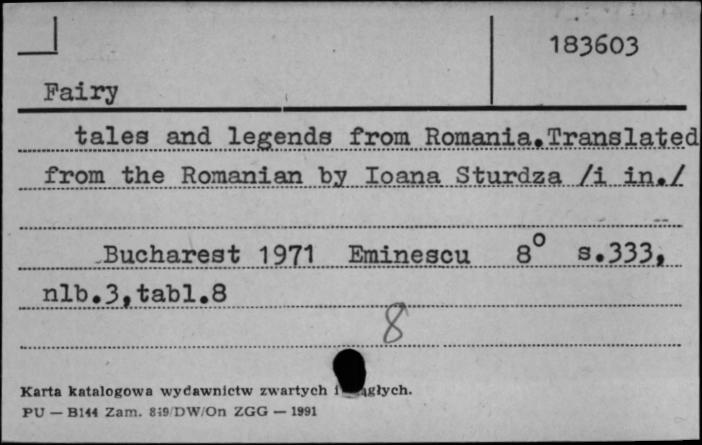 183603
Fairy
tales and legends from Romania.Translated
from the Romanian by Ioana Sturdza /i in./
Bucharest 1971 Eminescu 8° s.333,
nlb.3,tabl.8
8
Karta katalogowa wydawnictw zwartych i
PU — B144 Zam. 849/DW/On ZGG — 1991